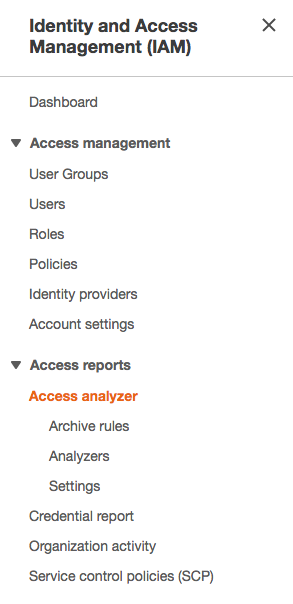 Identity and Access
Management (IAM)
Dashboard
Access management
User Groups
Users
Roles
Policies
Identity providers
Account settings
Access reports
Access analyzer
Archive rules
Analyzers
Settings
Credential report
Organization activity
Service control policies (SCP)